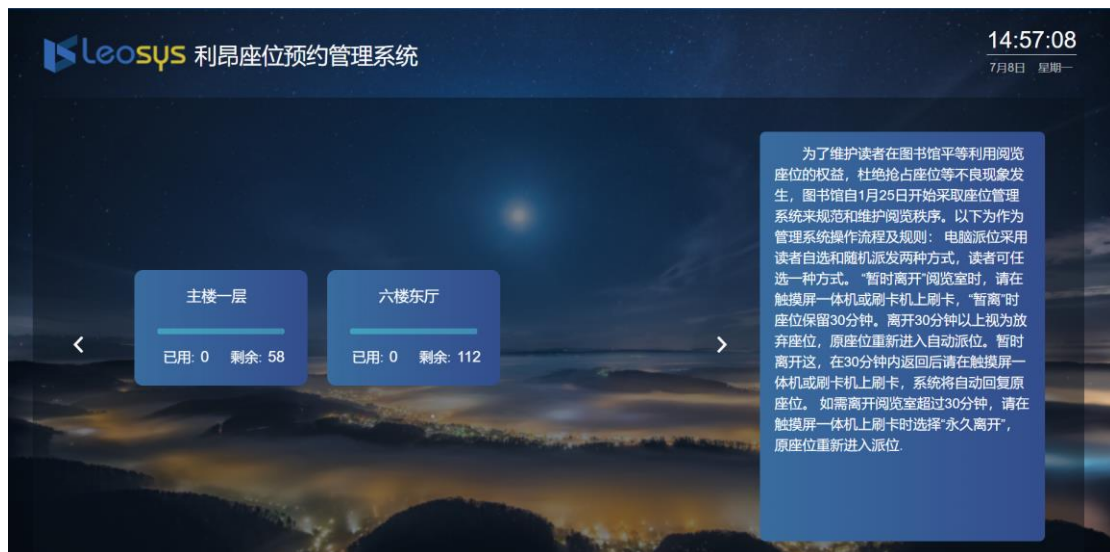 Leosys 利昂座位预约管理系统
14:57:08
7月8日 星期一
主楼一层
已用: 0 剩余: 58
六楼东厅
已用: 0 剩余: 112
为了维护读者在图书馆平等利用阅览
座位的权益，杜绝抢占座位等不良现象发
生，图书馆自1月25日开始采取座位管理
系统来规范和维护阅览秩序。以下为作为
管理系统操作流程及规则： 电脑派位采用
读者自选和随机派发两种方式，读者可任
选一种方式。 “暂时离开”阅览室时，请在
触摸屏一体机或刷卡机上刷卡，“暂离”时
座位保留30分钟。离开30分钟以上视为放
弃座位，原座位重新进入自动派位。暂时
离开这，在30分钟内返回后请在触摸屏一
体机或刷卡机上刷卡，系统将自动回复原
座位。 如需离开阅览室超过30分钟，请在
触摸屏一体机上刷卡时选择“永久离开”，
原座位重新进入派位.